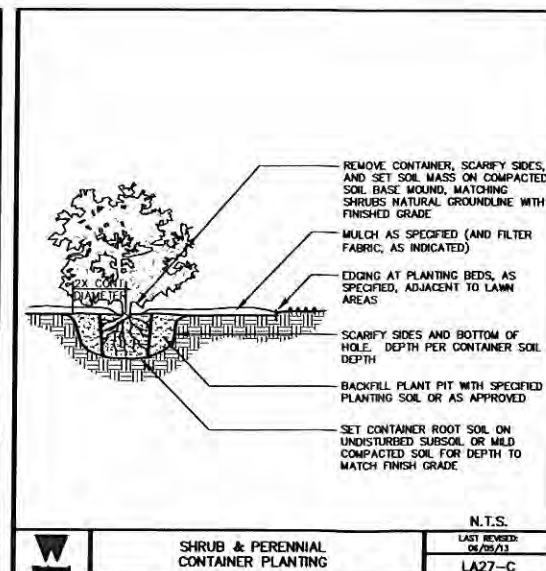 REMOVE CONTAINER, SCARIFY SIDES,
AND SET SOIL MASS ON COMPACTED
SOIL BASE MOUND, MATCHING
SHRUBS NATURAL GROUNDLINE WITH
FINISHED GRADE
MULCH AS SPECIFIED (AND FILTER
FABRIC, AS INDICATED)
2X CONT.
DIAMETER
EDGING AT PLANTING BEDS, AS
SPECIFIED, ADJACENT TO LAWN
AREAS
SCARIFY SIDES AND BOTTOM OF
HOLE. DEPTH PER CONTAINER SOIL
DEPTH
BACKFILL PLANT PIT WITH SPECIFIED
PLANTING SOIL OR AS APPROVED
SET CONTAINER ROOT SOIL ON
UNDISTURBED SUBSOIL OR MILD
COMPACTED SOIL FOR DEPTH TO
MATCH FINISH GRADE
N.T.S.
SHRUB & PERENNIAL
CONTAINER PLANTING
LAST REVISED:
06/05/13
LA27-C